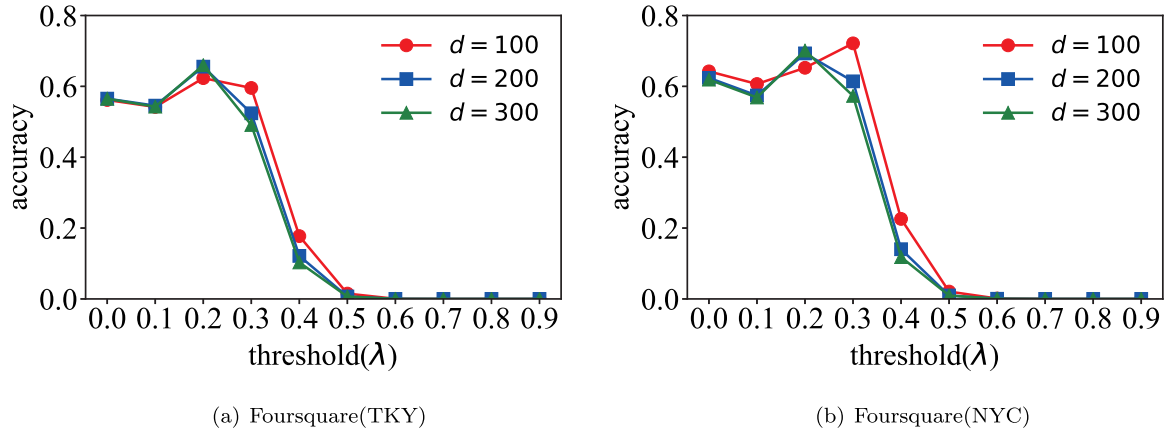 0.8
0.6
0.4
0.2
0.0
accuracy
d = 100
d = 200
d = 300
0.0 0.1 0.2 0.3 0.4 0.5 0.6 0.7 0.8 0.9
threshold(λ)
(a) Foursquare(TKY)
0.8
0.6
0.4
0.2
0.0
accuracy
d = 100
d = 200
d = 300
0.0 0.1 0.2 0.3 0.4 0.5 0.6 0.7 0.8 0.9
threshold(λ)
(b) Foursquare(NYC)